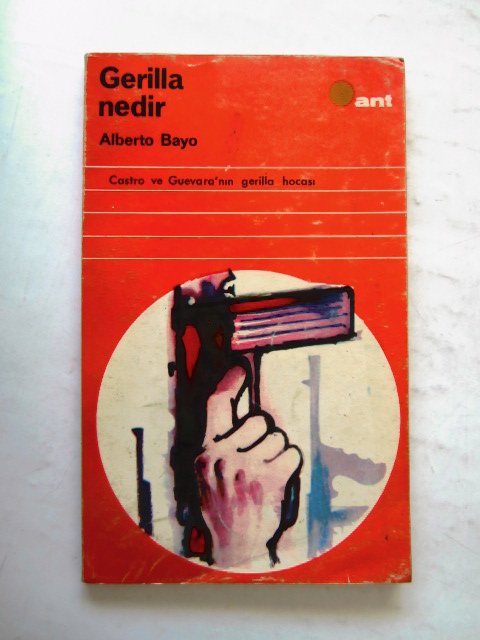 Gerilla
nedir
ant
Alberto Bayo
Castro ve Guevara'nın gerilla hocası